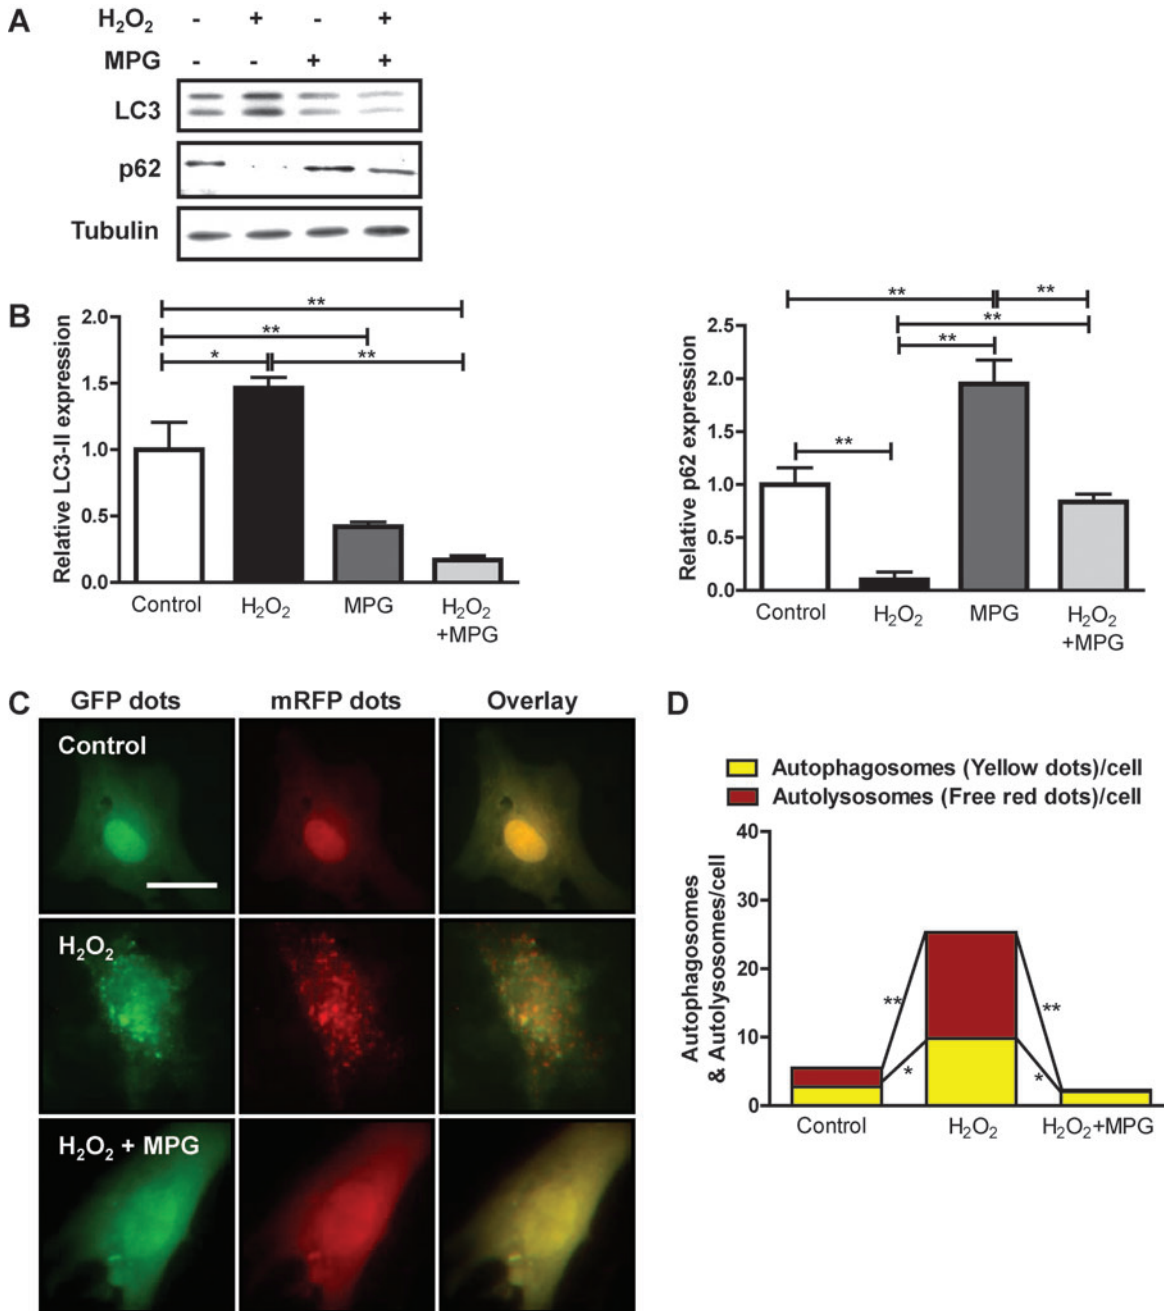 A
H₂O₂ - + - +
MPG - - + +
LC3
p62
Tubulin
B
Relative LC3-II expression
2.0
1.5
1.0
0.5
0.0
** 
**
* **
Control H₂O₂ MPG H₂O₂
+MPG
Relative p62 expression
2.5
2.0
1.5
1.0
0.5
0.0
** **
**
**
**
Control H₂O₂ MPG H₂O₂
+MPG
C
GFP dots mRFP dots Overlay
Control
H₂O₂
H₂O₂ + MPG
D
Autophagosomes (Yellow dots)/cell
Autolysosomes (Free red dots)/cell
Autophagosomes
& Autolysosomes/cell
40
30
20
10
0
** **
* *
Control H₂O₂ H₂O₂+MPG